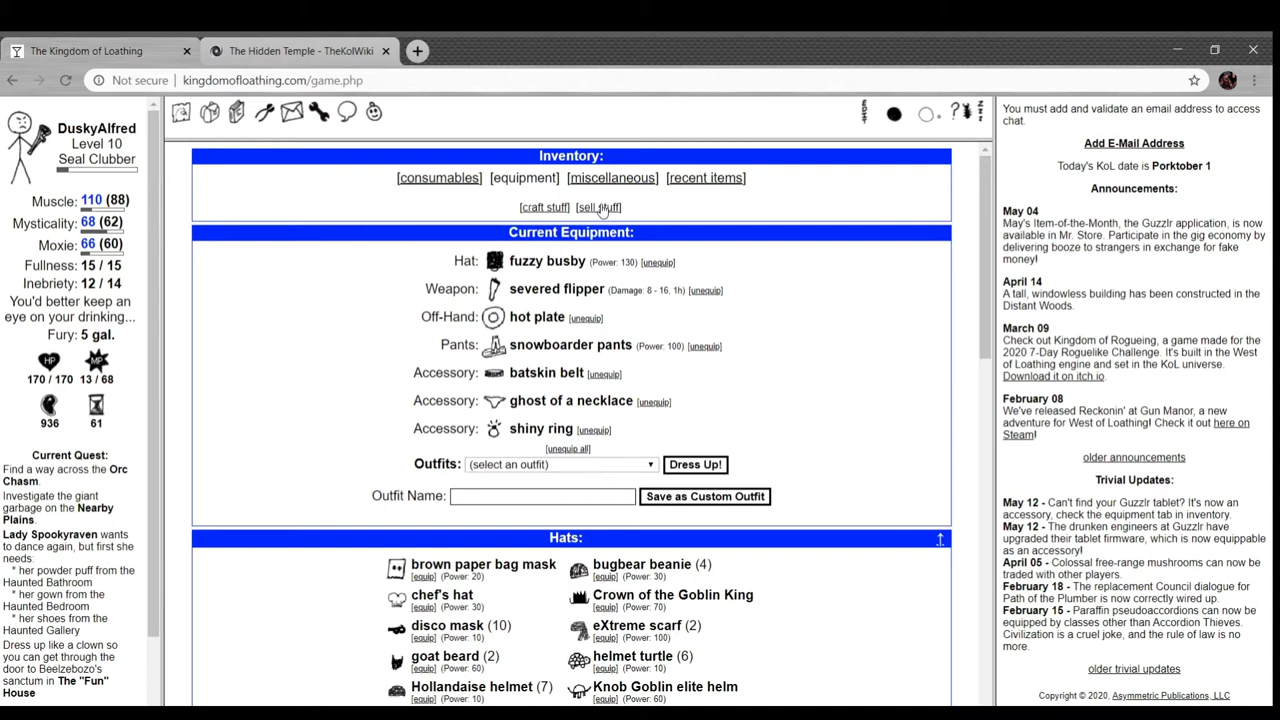 The Kingdom of Loathing
The Hidden Temple - TheKolWiki
Not secure | kingdomofloathing.com/game.php
DuskyAlfred
Level 10
Seal Clubber
Muscle: 110 (88)
Mysticality: 68 (62)
Moxie: 66 (60)
Fullness: 15 / 15
Inebriety: 12 / 14
You'd better keep an
eye on your drinking...
Fury: 5 gal.
HP MP
170 / 170 13 / 68
936 61
Current Quest:
Find a way across the Orc
Chasm.
Investigate the giant
garbage on the Nearby
Plains.
Lady Spookyraven wants
to dance again, but first she
needs:
* her powder puff from the
Haunted Bathroom
* her gown from the
Haunted Bedroom
* her shoes from the
Haunted Gallery
Dress up like a clown so
you can get through the
door to Beelzebozo's
sanctum in The "Fun"
House
Inventory:
[consumables] [equipment] [miscellaneous] [recent items]
[craft stuff] [sell stuff]
Current Equipment:
Hat: fuzzy busby (Power: 130) [unequip]
Weapon: severed flipper (Damage: 8 - 16, 1h) [unequip]
Off-Hand: hot plate [unequip]
Pants: snowboarder pants (Power: 100) [unequip]
Accessory: batskin belt [unequip]
Accessory: ghost of a necklace [unequip]
Accessory: shiny ring [unequip]
[unequip all]
Outfits: (select an outfit) Dress Up!
Outfit Name: Save as Custom Outfit
Hats:
brown paper bag mask bugbear beanie (4)
[equip] (Power: 20) [equip] (Power: 30)
chef's hat Crown of the Goblin King
[equip] (Power: 30) [equip] (Power: 70)
disco mask (10) eXtreme scarf (2)
[equip] (Power: 10) [equip] (Power: 100)
goat beard (2) helmet turtle (6)
[equip] (Power: 60) [equip] (Power: 10)
Hollandaise helmet (7) Knob Goblin elite helm
[equip] (Power: 10) [equip] (Power: 60)
You must add and validate an email address to access
chat.
Add E-Mail Address
Today's KoL date is Porktober 1
Announcements:
May 04
May's Item-of-the-Month, the Guzzlr application, is now
available in Mr. Store. Participate in the gig economy by
delivering booze to strangers in exchange for fake
money!
April 14
A tall, windowless building has been constructed in the
Distant Woods.
March 09
Check out Kingdom of Rogueing, a game made for the
2020 7-Day Roguelike Challenge. It's built in the West
of Loathing engine and set in the KoL universe.
Download it on itch io.
February 08
We've released Reckonin' at Gun Manor, a new
adventure for West of Loathing! Check it out here on
Steam!
older announcements
Trivial Updates:
May 12 - Can't find your Guzzlr tablet? It's now an
accessory, check the equipment tab in inventory.
May 12 - The drunken engineers at Guzzlr have
upgraded their tablet firmware, which is now equippable
as an accessory!
April 05 - Colossal free-range mushrooms can now be
traded with other players.
February 18 - The replacement Council dialogue for
Path of the Plumber is now correctly wired up.
February 15 - Paraffin pseudoaccordions can now be
equipped by classes other than Accordion Thieves.
Civilization is a cruel joke, and the rule of law is no
more.
older trivial updates
Copyright © 2020, Asymmetric Publications, LLC